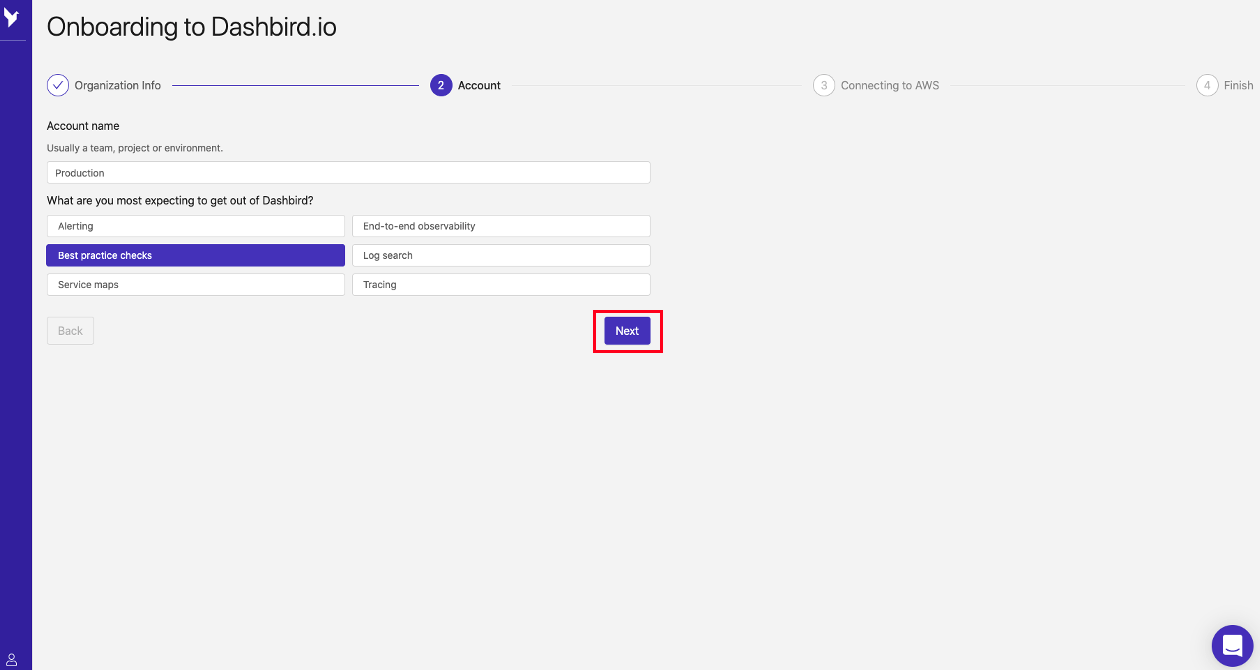 Onboarding to Dashbird.io
Organization Info
2 Account
3 Connecting to AWS
4 Finish
Account name
Usually a team, project or environment.
Production
What are you most expecting to get out of Dashbird?
Alerting
End-to-end observability
Best practice checks
Log search
Service maps
Tracing
Back
Next